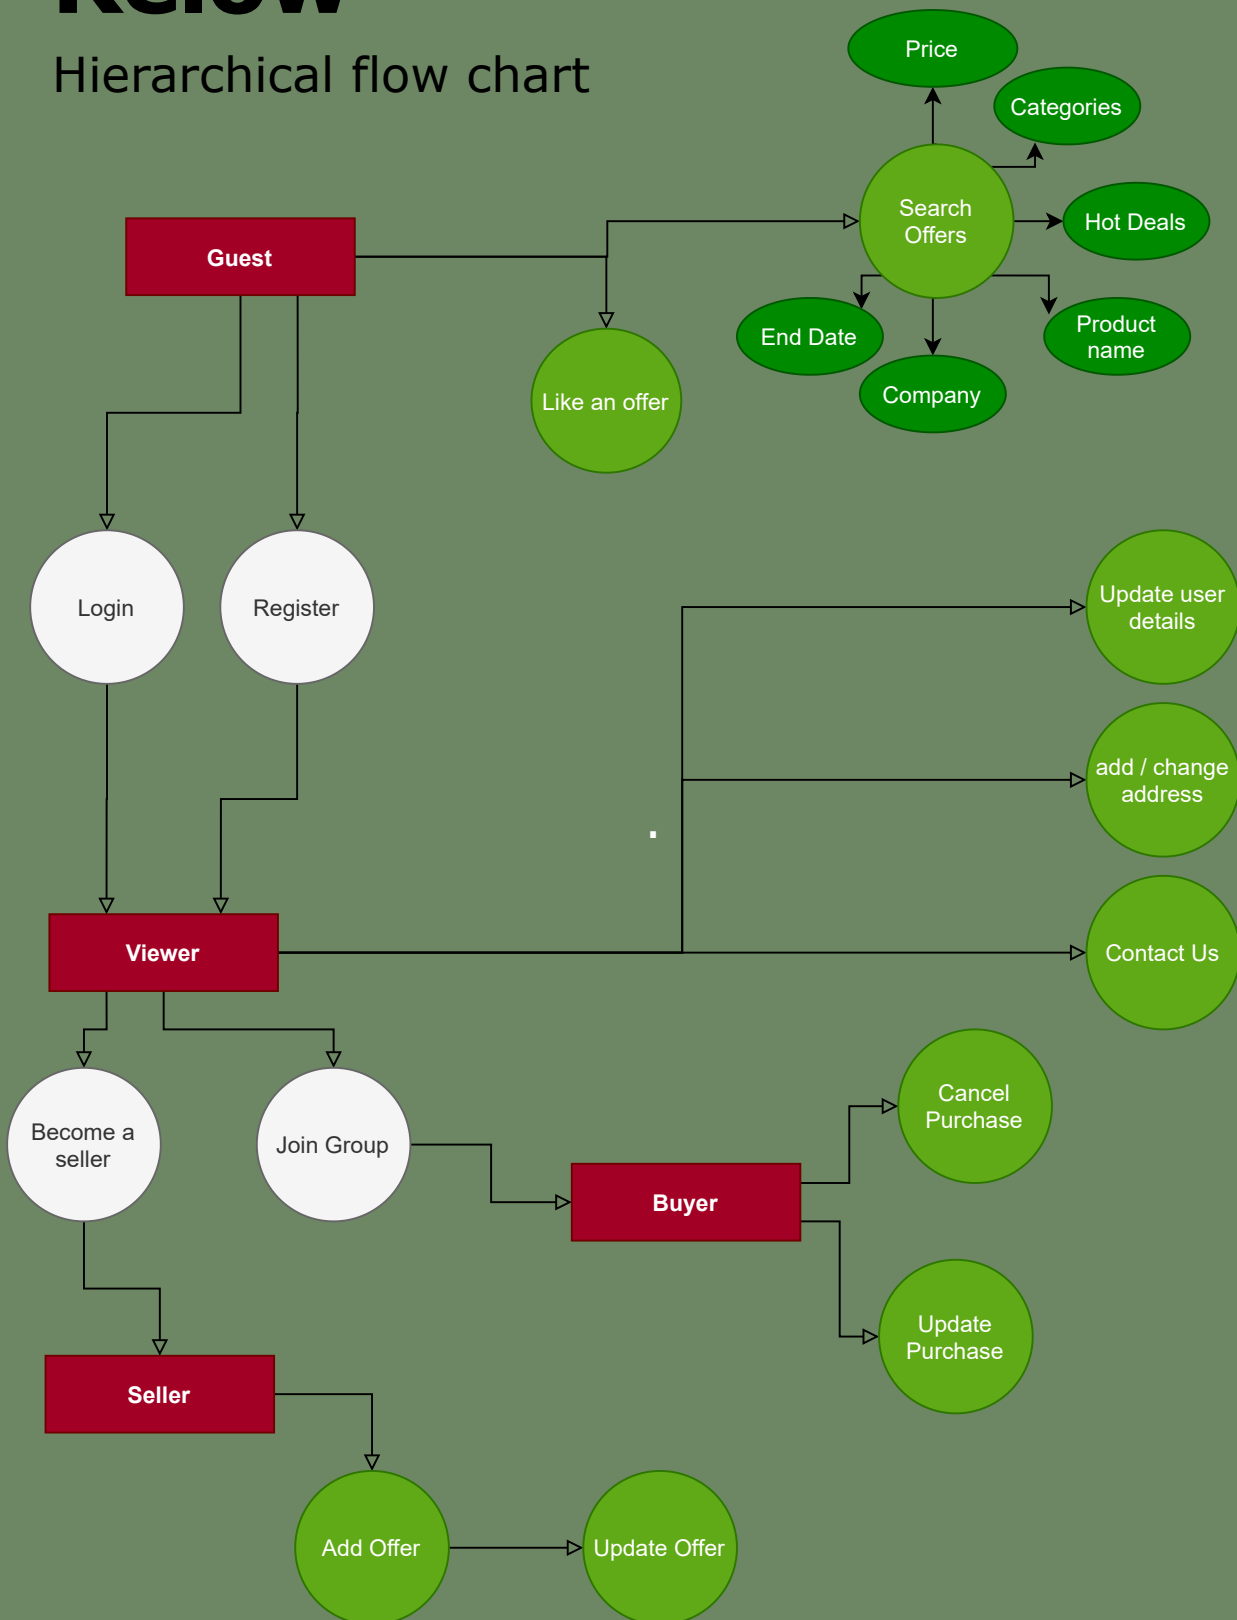 Hierarchical flow chart
Price
Categories
Search
Offers
Hot Deals
Guest
End Date
Product
name
Company
Like an offer
Login
Register
Update user
details
add / change
address
.
Viewer
Contact Us
Become a
seller
Join Group
Cancel
Purchase
Buyer
Update
Purchase
Seller
Add Offer
Update Offer